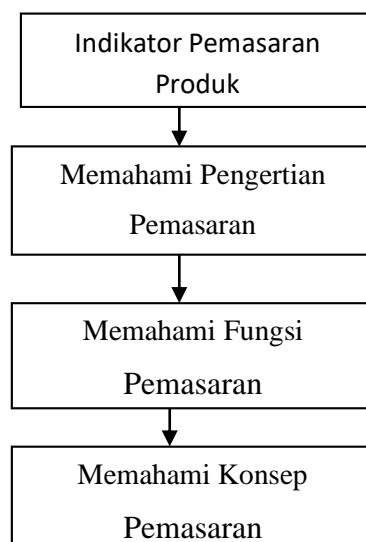 Indikator Pemasaran
Produk
Memahami Pengertian
Pemasaran
Memahami Fungsi
Pemasaran
Memahami Konsep
Pemasaran